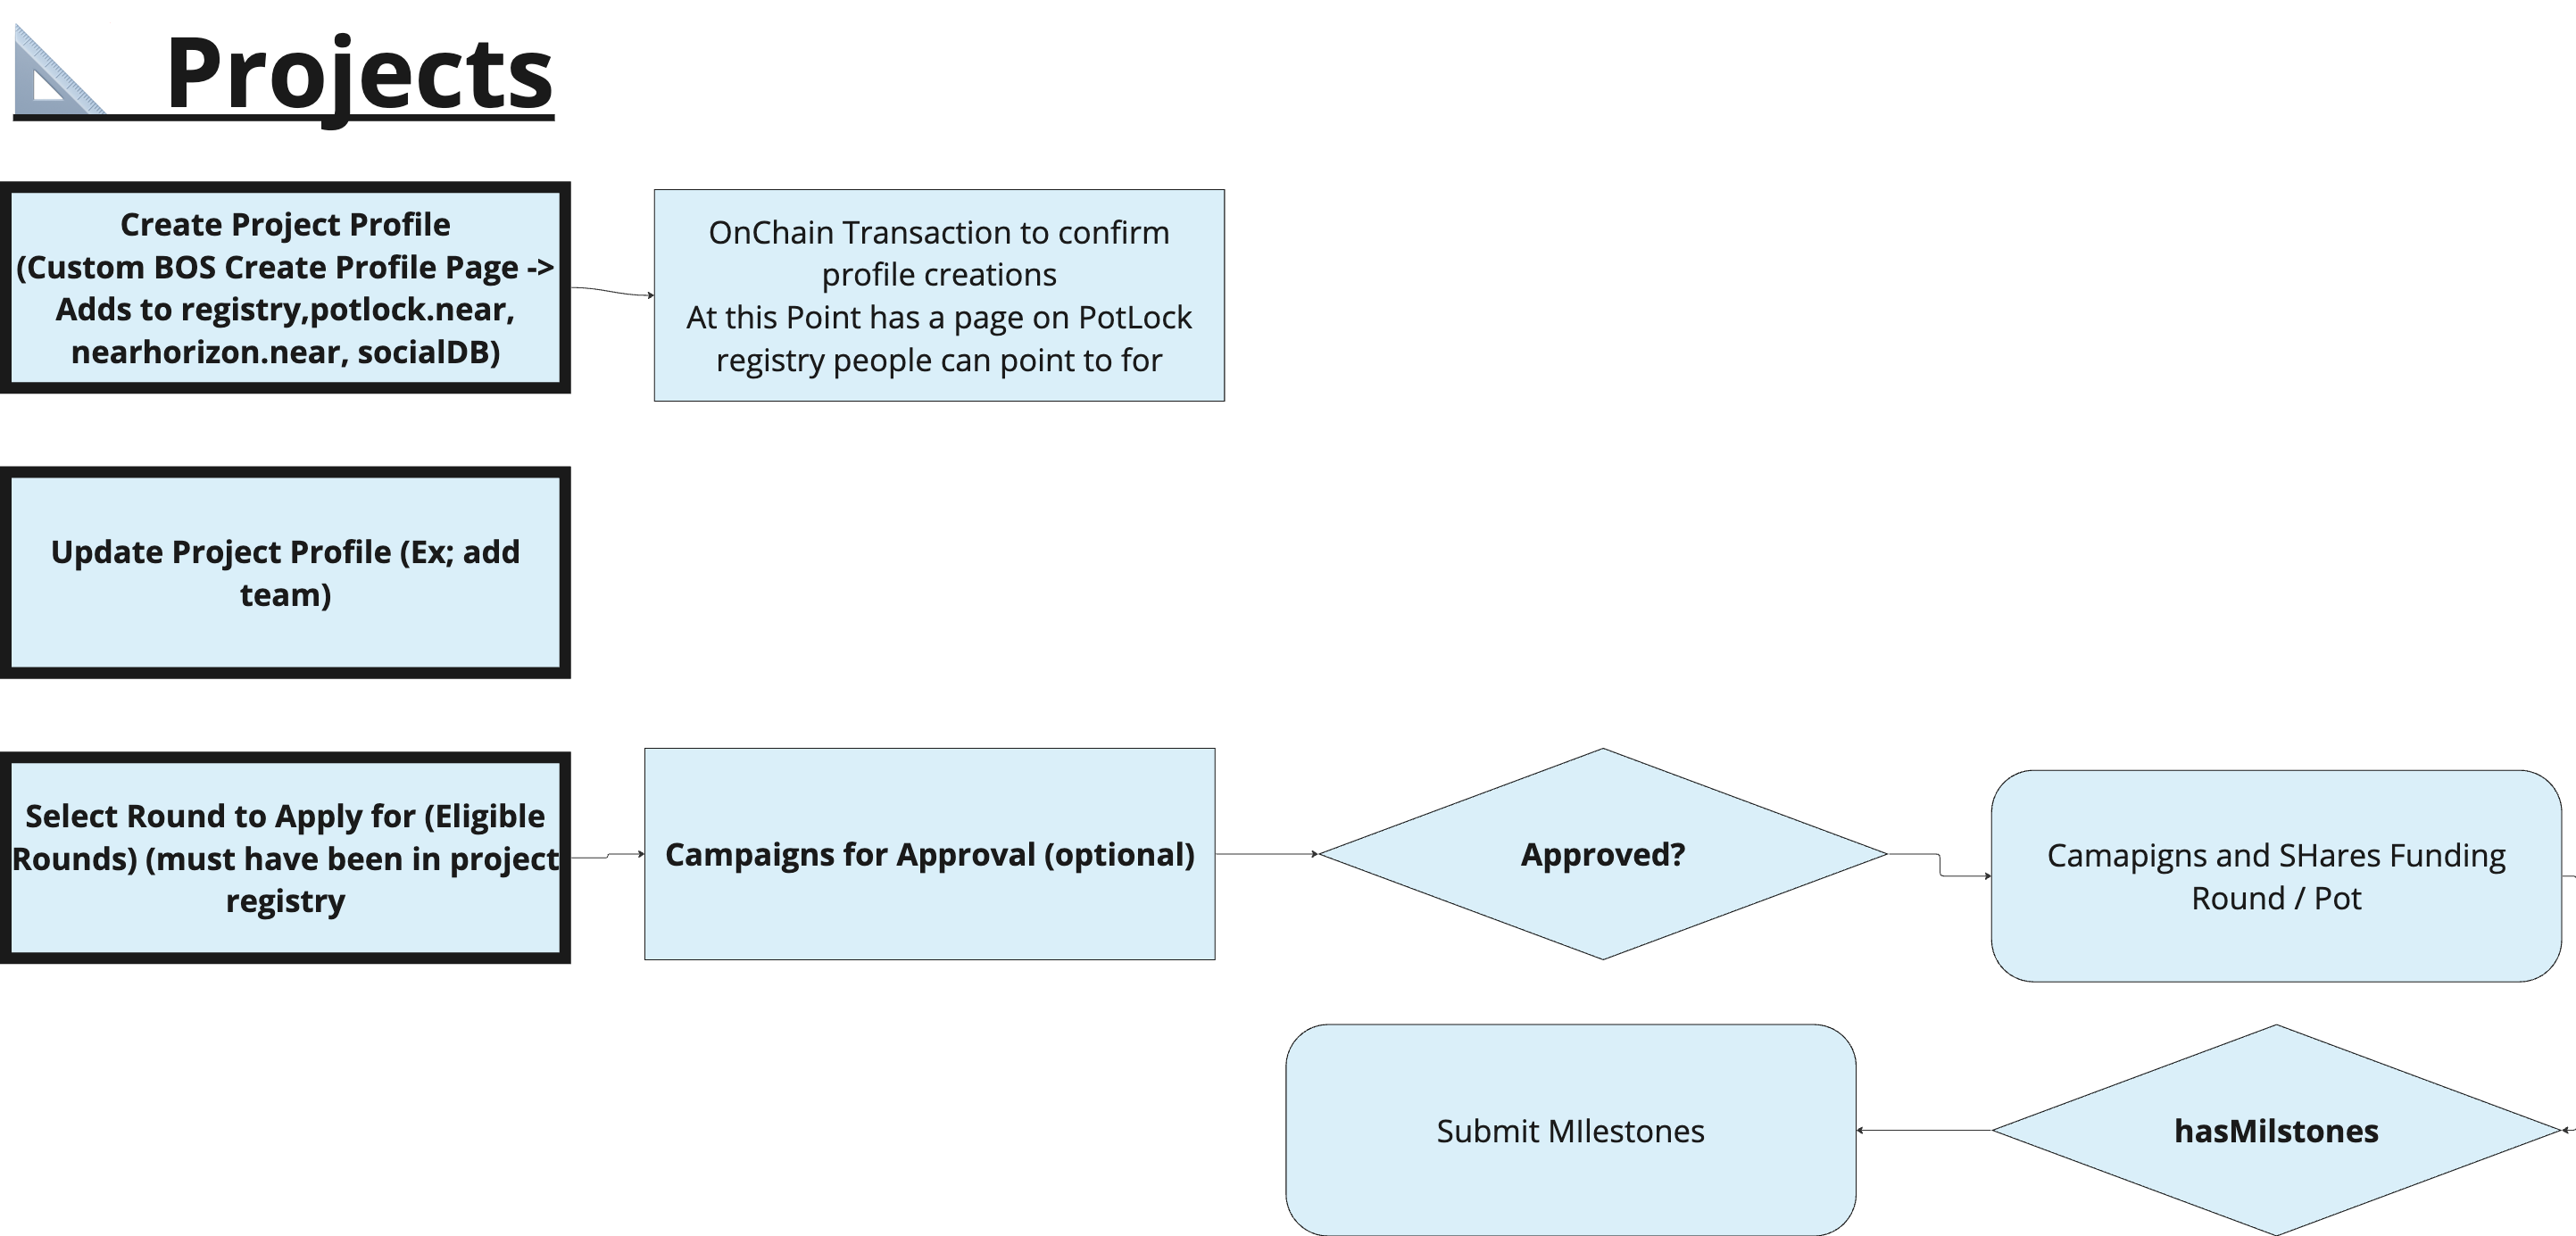 Projects
Create Project Profile
(Custom BOS Create Profile Page ->
Adds to registry,potlock.near,
nearhorizon.near, socialDB)
OnChain Transaction to confirm
profile creations
At this Point has a page on PotLock
registry people can point to for
Update Project Profile (Ex; add
team)
Select Round to Apply for (Eligible
Rounds) (must have been in project
registry
Campaigns for Approval (optional)
Approved?
Camapigns and SHares Funding
Round / Pot
Submit MIlestones
hasMilstones